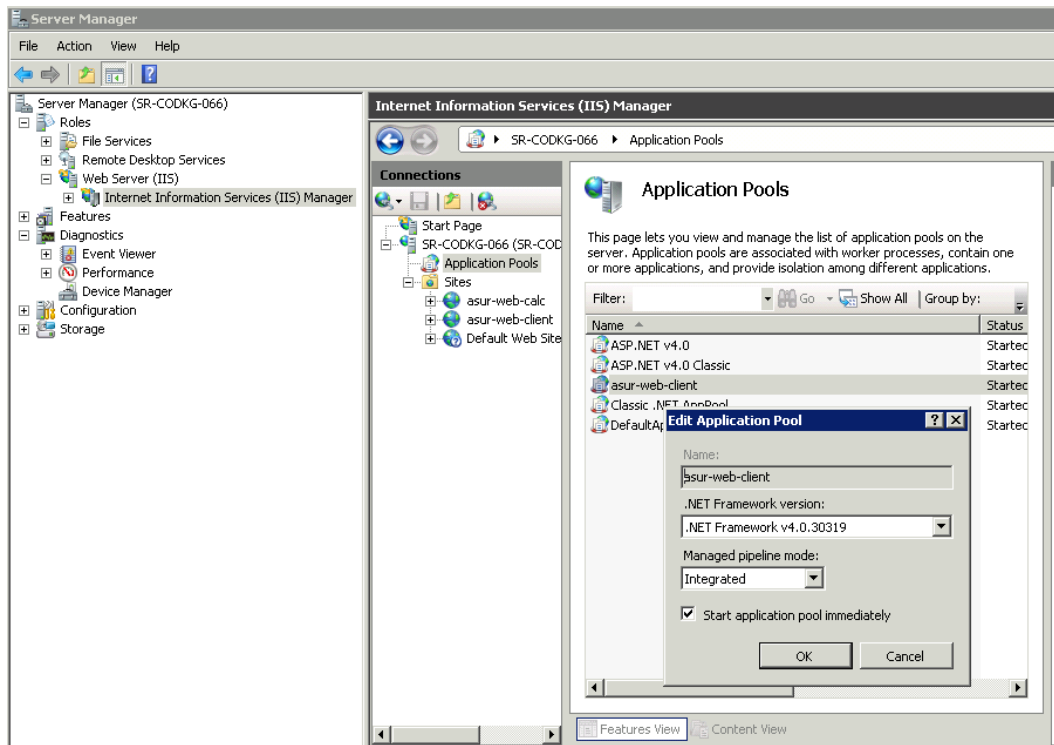 Server Manager
File Action View Help
Server Manager (SR-CODKG-066)
Roles
File Services
Remote Desktop Services
Web Server (IIS)
Internet Information Services (IIS) Manager
Features
Diagnostics
Event Viewer
Performance
Device Manager
Configuration
Storage
Internet Information Services (IIS) Manager
SR-CODKG-066 Application Pools
Connections
Start Page
SR-CODKG-066 (SR-COD
Application Pools
Sites
asur-web-calc
asur-web-client
Default Web Site
Application Pools
This page lets you view and manage the list of application pools on the
server. Application pools are associated with worker processes, contain one
or more applications, and provide isolation among different applications.
Filter: Go Show All Group by:
Name Status
ASP.NET v4.0 Started
ASP.NET v4.0 Classic Started
asur-web-client Started
Classic .NET AppPool Started
DefaultAp Started
Edit Application Pool
Name:
asur-web-client
.NET Framework version:
.NET Framework v4.0.30319
Managed pipeline mode:
Integrated
Start application pool immediately
OK Cancel
Features View Content View